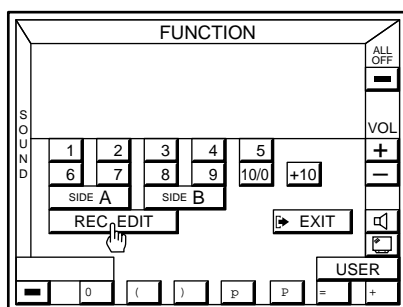 FUNCTION
ALL
OFF
SOUND
VOL
1 2 3 4 5 +
6 7 8 9 10/0 +10 −
SIDE A SIDE B
REC EDIT EXIT
USER
0 ( ) p P = +